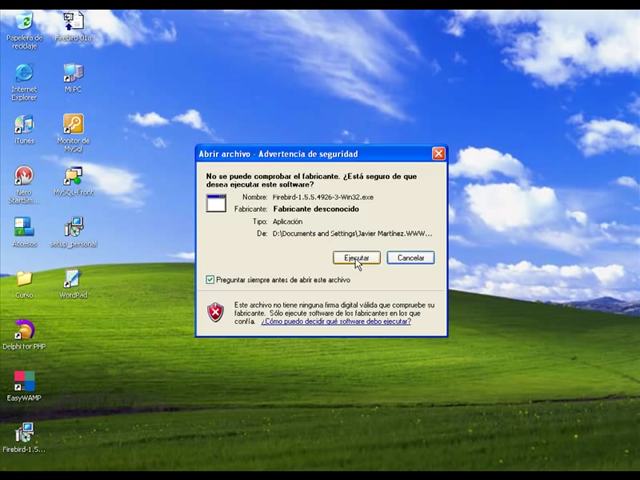 Papelera de
reciclaje
Internet
Explorer
Mi PC
iTunes
Monitor de
MySql
Nero
StartSm...
MySQL-Front
Accesos
setup_personal
Curso
WordPad
Delphi for PHP
EasyWAMP
Firebird-1.5...
Abrir archivo - Advertencia de seguridad
No se puede comprobar el fabricante. ¿Está seguro de que
desea ejecutar este software?
Nombre: Firebird-1.5.5.4926-3-Win32.exe
Fabricante: Fabricante desconocido
Tipo: Aplicación
De: D:\Documents and Settings\Javier Martínez.WWW...
Ejecutar Cancelar
Preguntar siempre antes de abrir este archivo
Este archivo no tiene ninguna firma digital válida que compruebe su
fabricante. Sólo ejecute software de los fabricantes en los que
confía. ¿Cómo puedo decidir qué software debo ejecutar?